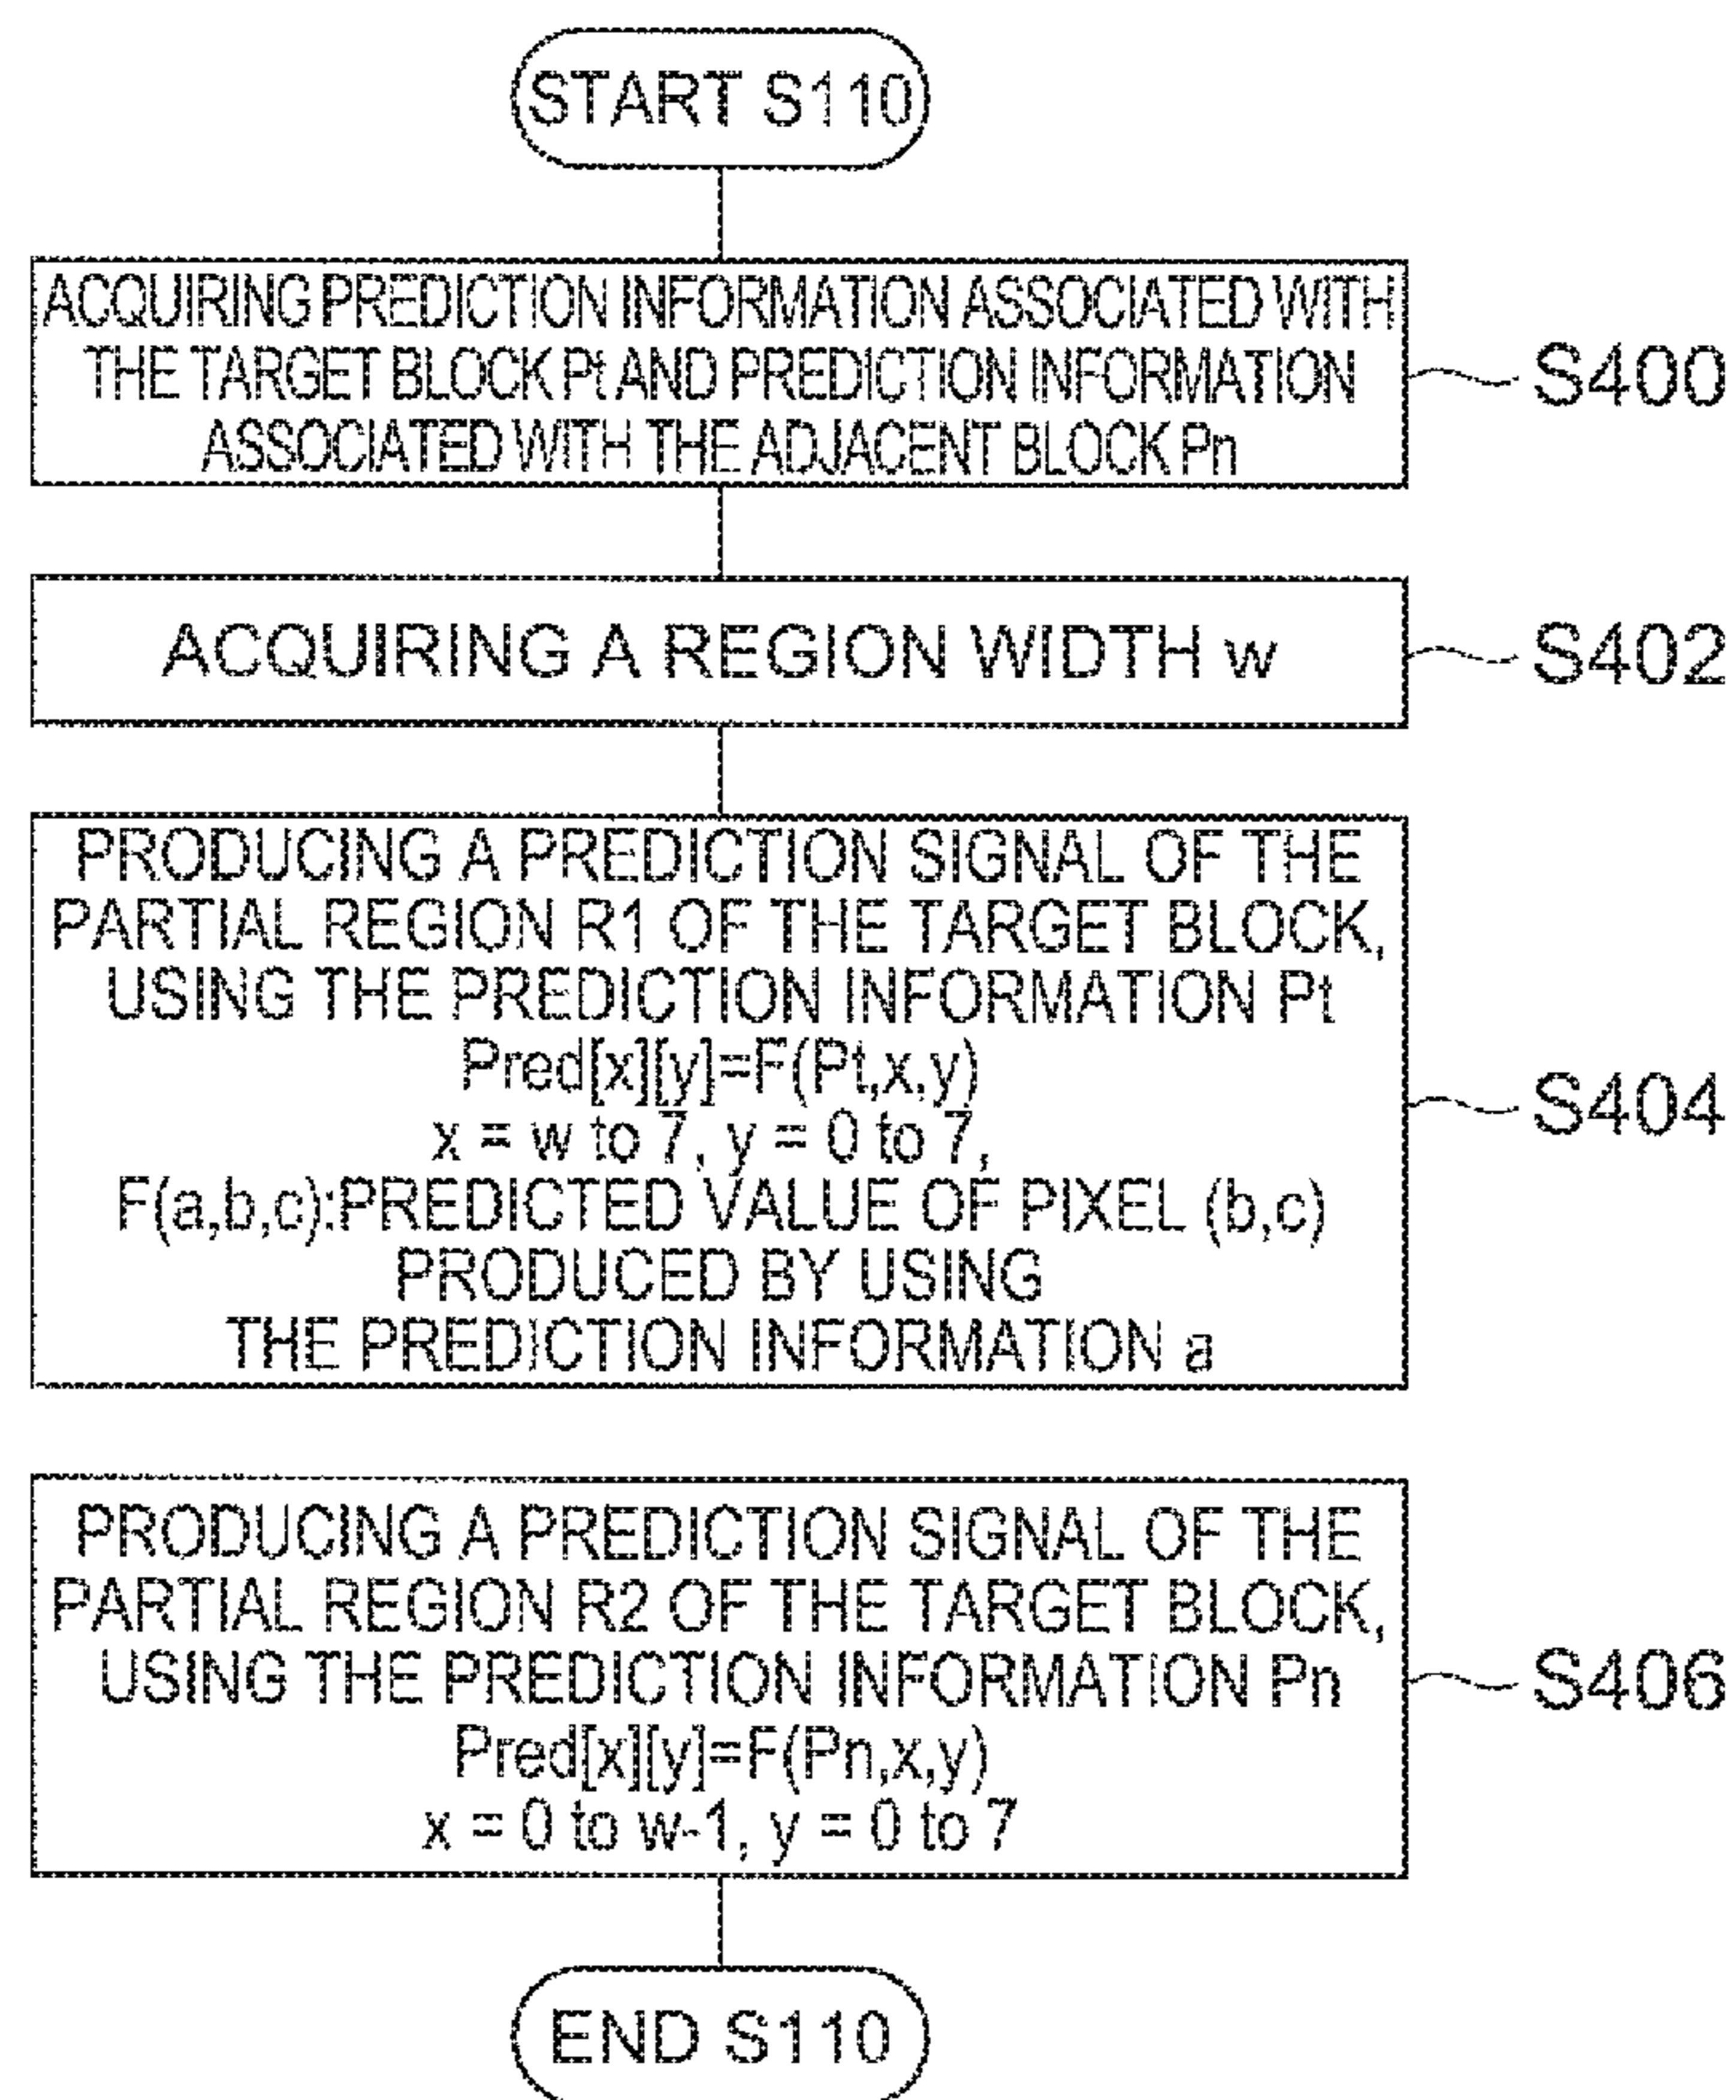 START S110
ACQUIRING PREDICTION INFORMATION ASSOCIATED WITH
THE TARGET BLOCK Pt AND PREDICTION INFORMATION
ASSOCIATED WITH THE ADJACENT BLOCK Pn
S400
ACQUIRING A REGION WIDTH w
S402
PRODUCING A PREDICTION SIGNAL OF THE
PARTIAL REGION R1 OF THE TARGET BLOCK,
USING THE PREDICTION INFORMATION Pt
Pred[x][y]=F(Pt,x,y)
x = w to 7, y = 0 to 7,
F(a,b,c):PREDICTED VALUE OF PIXEL (b,c)
PRODUCED BY USING
THE PREDICTION INFORMATION a
S404
PRODUCING A PREDICTION SIGNAL OF THE
PARTIAL REGION R2 OF THE TARGET BLOCK,
USING THE PREDICTION INFORMATION Pn
Pred[x][y]=F(Pn,x,y)
x = 0 to w-1, y = 0 to 7
S406
END S110